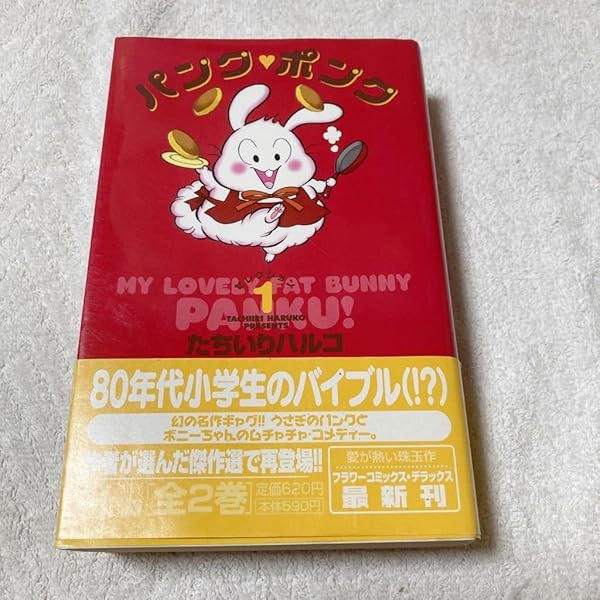 パンク♥ポンク
MY LOVELY FAT BUNNY
セレクション
1
PANKU!
TACHIIRI HARUKO
PRESENTS
たちいりハルコ
80年代小学生のバイブル(!?)
幻の名作ギャグ!! うさぎのパンクと
ボニーちゃんのムチャチャ・コメディー。
が選んだ傑作選で再登場!!
全2巻
定価620円
本体590円
愛が熱い珠玉作
フラワーコミックス・デラックス
最新刊